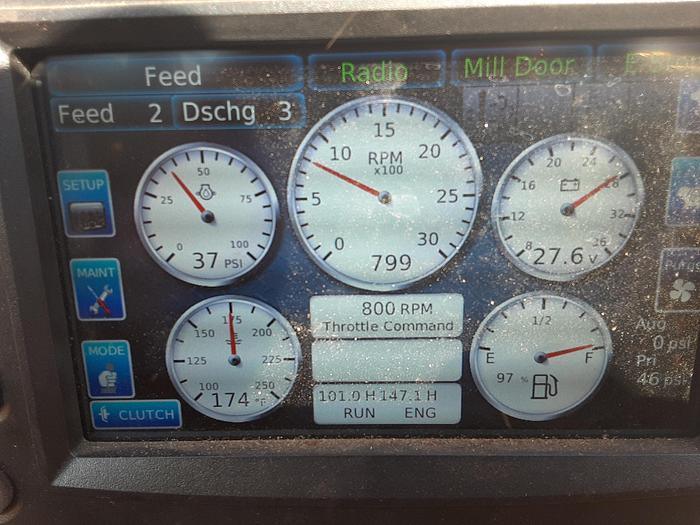 Feed
Radio
Mill Door
Feed 2 Dschg 3
SETUP
MAINT
MODE
CLUTCH
0 25 50 75 100
37 PSI
0 5 10 15 20 25 30
RPM
x100
799
8 12 16 20 24 28 32 36
27.6 V
100 125 150 175 200 225 250
174 °F
800 RPM
Throttle Command
101.0 H 147.1 H
RUN ENG
E 1/2 F
97 %
Aug
0 psi
Pri
46 psi